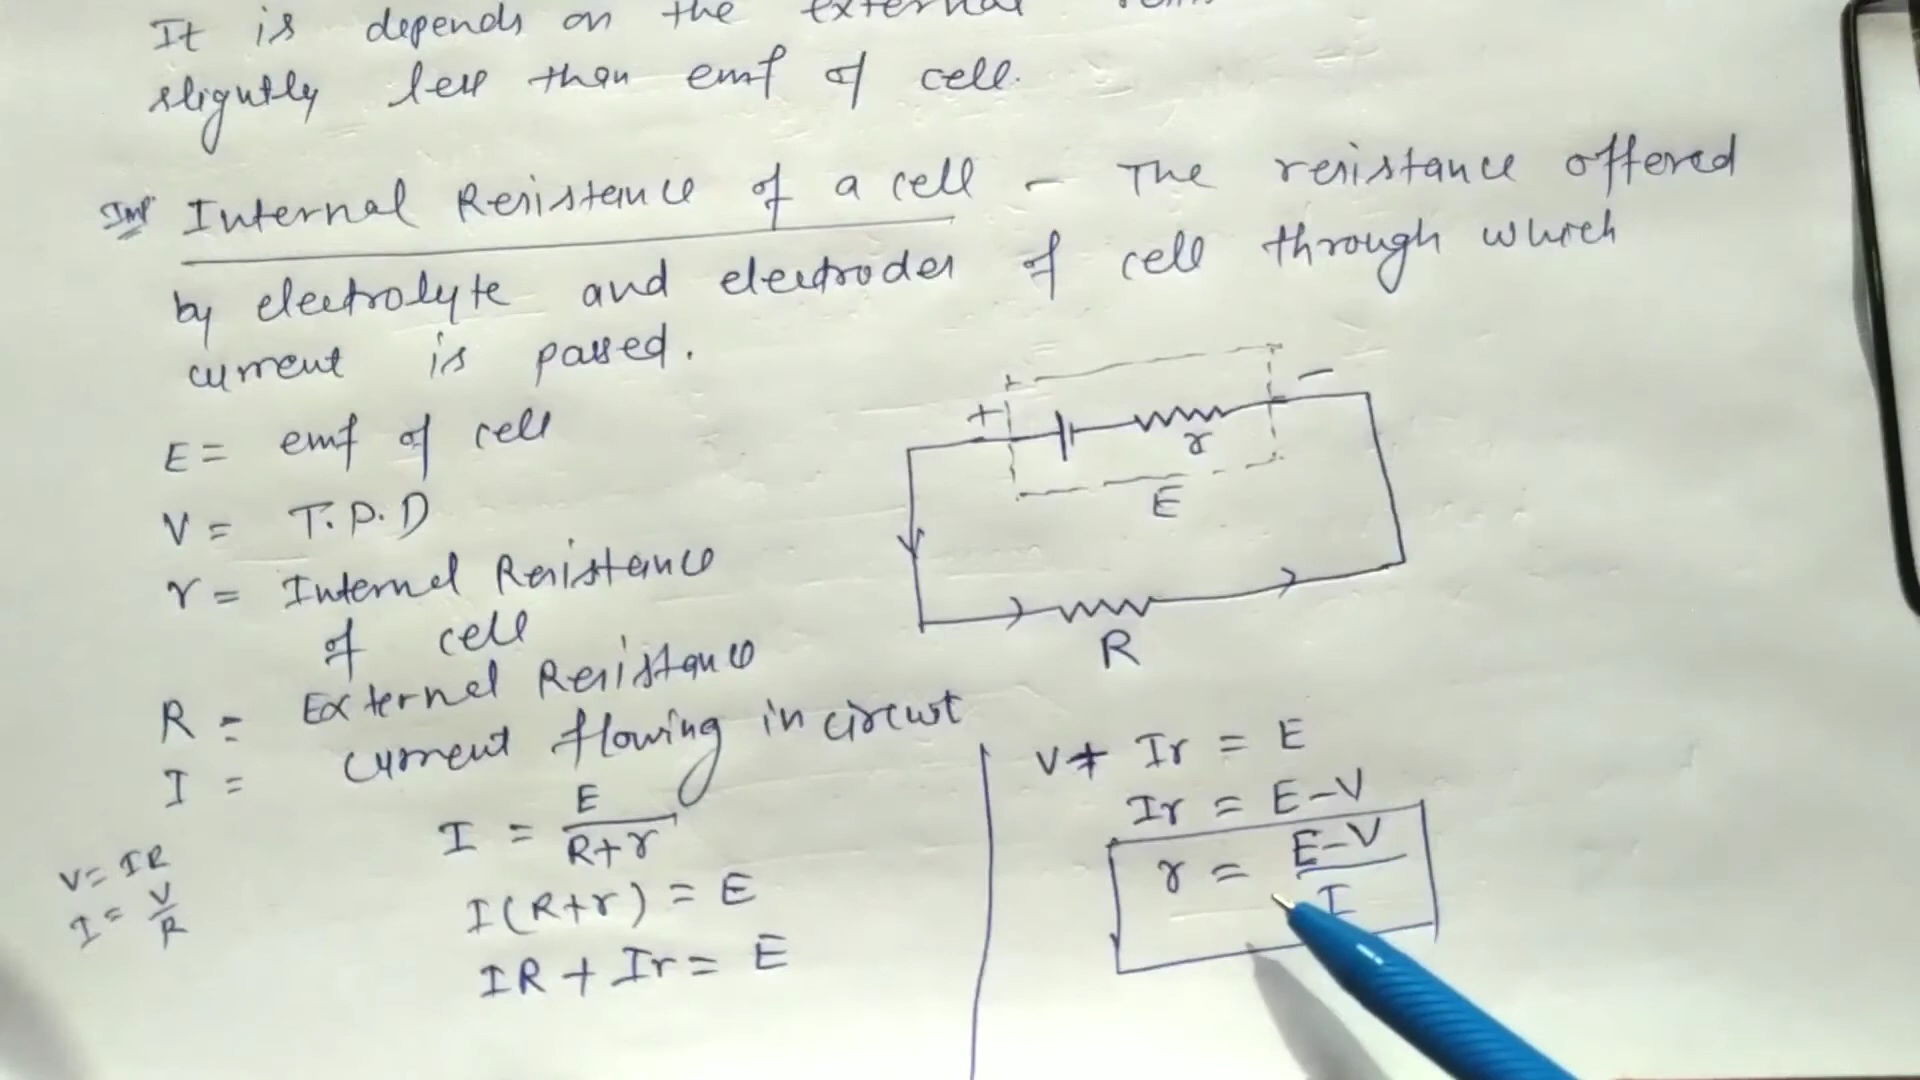 It is depends on the external
slightly less than emf of cell.
Imp Internal Resistance of a cell - The resistance offered
by electrolyte and electrodes of cell through which
current is passed.
E = emf of cell
V = T.P.D
r = Internal Resistance
of cell
R = External Resistance
I = current flowing in circuit
+
-
r
E
R
V = IR
I = V/R
I = E/(R+r)
I(R+r) = E
IR + Ir = E
V + Ir = E
Ir = E-V
r = (E-V)/I